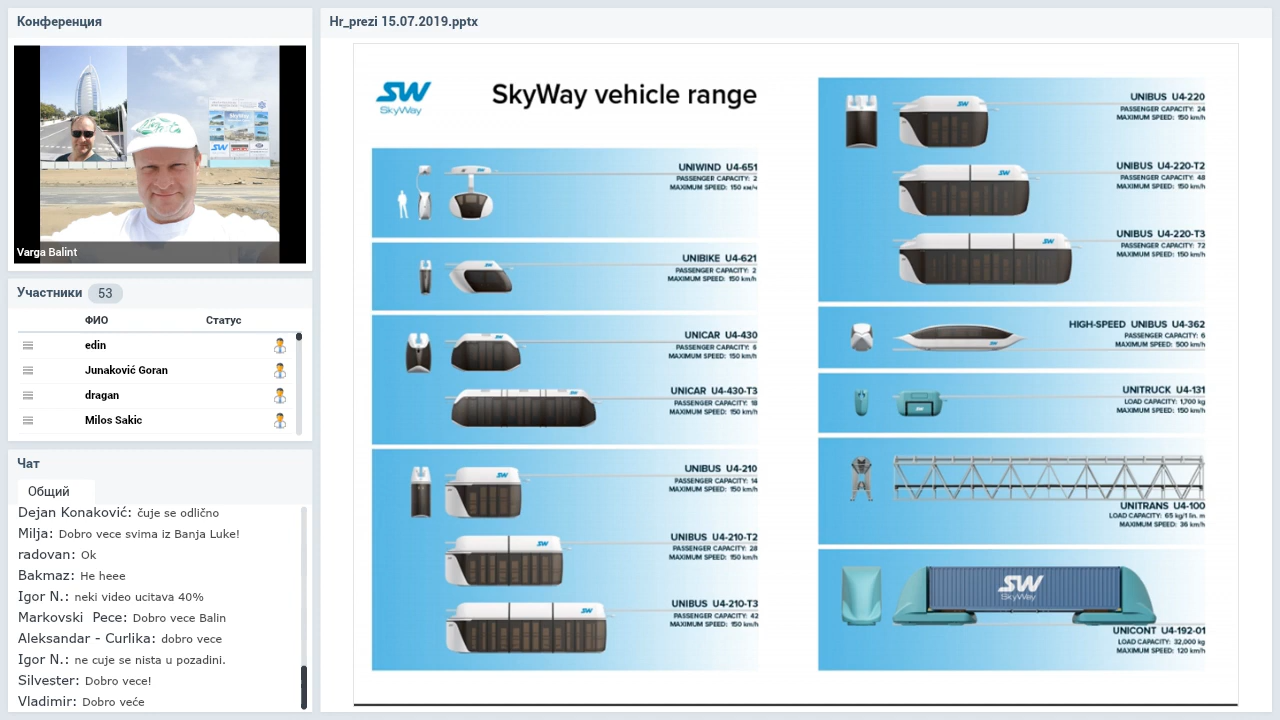 Конференция
Varga Balint
Участники 53
ФИО Статус
edin
Junaković Goran
dragan
Milos Sakic
Чат
Общий
Dejan Konaković: čuje se odlično
Milja: Dobro vece svima iz Banja Luke!
radovan: Ok
Bakmaz: He heee
Igor N.: neki video ucitava 40%
Movski Pece: Dobro vece Balin
Aleksandar - Curlika: dobro vece
Igor N.: ne cuje se nista u pozadini.
Silvester: Dobro vece!
Vladimir: Dobro veće
Hr_prezi 15.07.2019.pptx
SW
SkyWay
SkyWay vehicle range
UNIWIND U4-651
PASSENGER CAPACITY: 2
MAXIMUM SPEED: 150 км/ч
UNIBIKE U4-621
PASSENGER CAPACITY: 2
MAXIMUM SPEED: 150 km/h
UNICAR U4-430
PASSENGER CAPACITY: 6
MAXIMUM SPEED: 150 km/h
UNICAR U4-430-T3
PASSENGER CAPACITY: 18
MAXIMUM SPEED: 150 km/h
UNIBUS U4-210
PASSENGER CAPACITY: 14
MAXIMUM SPEED: 150 km/h
UNIBUS U4-210-T2
PASSENGER CAPACITY: 28
MAXIMUM SPEED: 150 km/h
UNIBUS U4-210-T3
PASSENGER CAPACITY: 42
MAXIMUM SPEED: 150 km/h
UNIBUS U4-220
PASSENGER CAPACITY: 24
MAXIMUM SPEED: 150 km/h
UNIBUS U4-220-T2
PASSENGER CAPACITY: 48
MAXIMUM SPEED: 150 km/h
UNIBUS U4-220-T3
PASSENGER CAPACITY: 72
MAXIMUM SPEED: 150 km/h
HIGH-SPEED UNIBUS U4-362
PASSENGER CAPACITY: 6
MAXIMUM SPEED: 500 km/h
UNITRUCK U4-131
LOAD CAPACITY: 1,700 kg
MAXIMUM SPEED: 150 km/h
UNITRANS U4-100
LOAD CAPACITY: 65 kg/1 lin. m
MAXIMUM SPEED: 36 km/h
SW
SkyWay
UNICONT U4-192-01
LOAD CAPACITY: 32,000 kg
MAXIMUM SPEED: 120 km/h